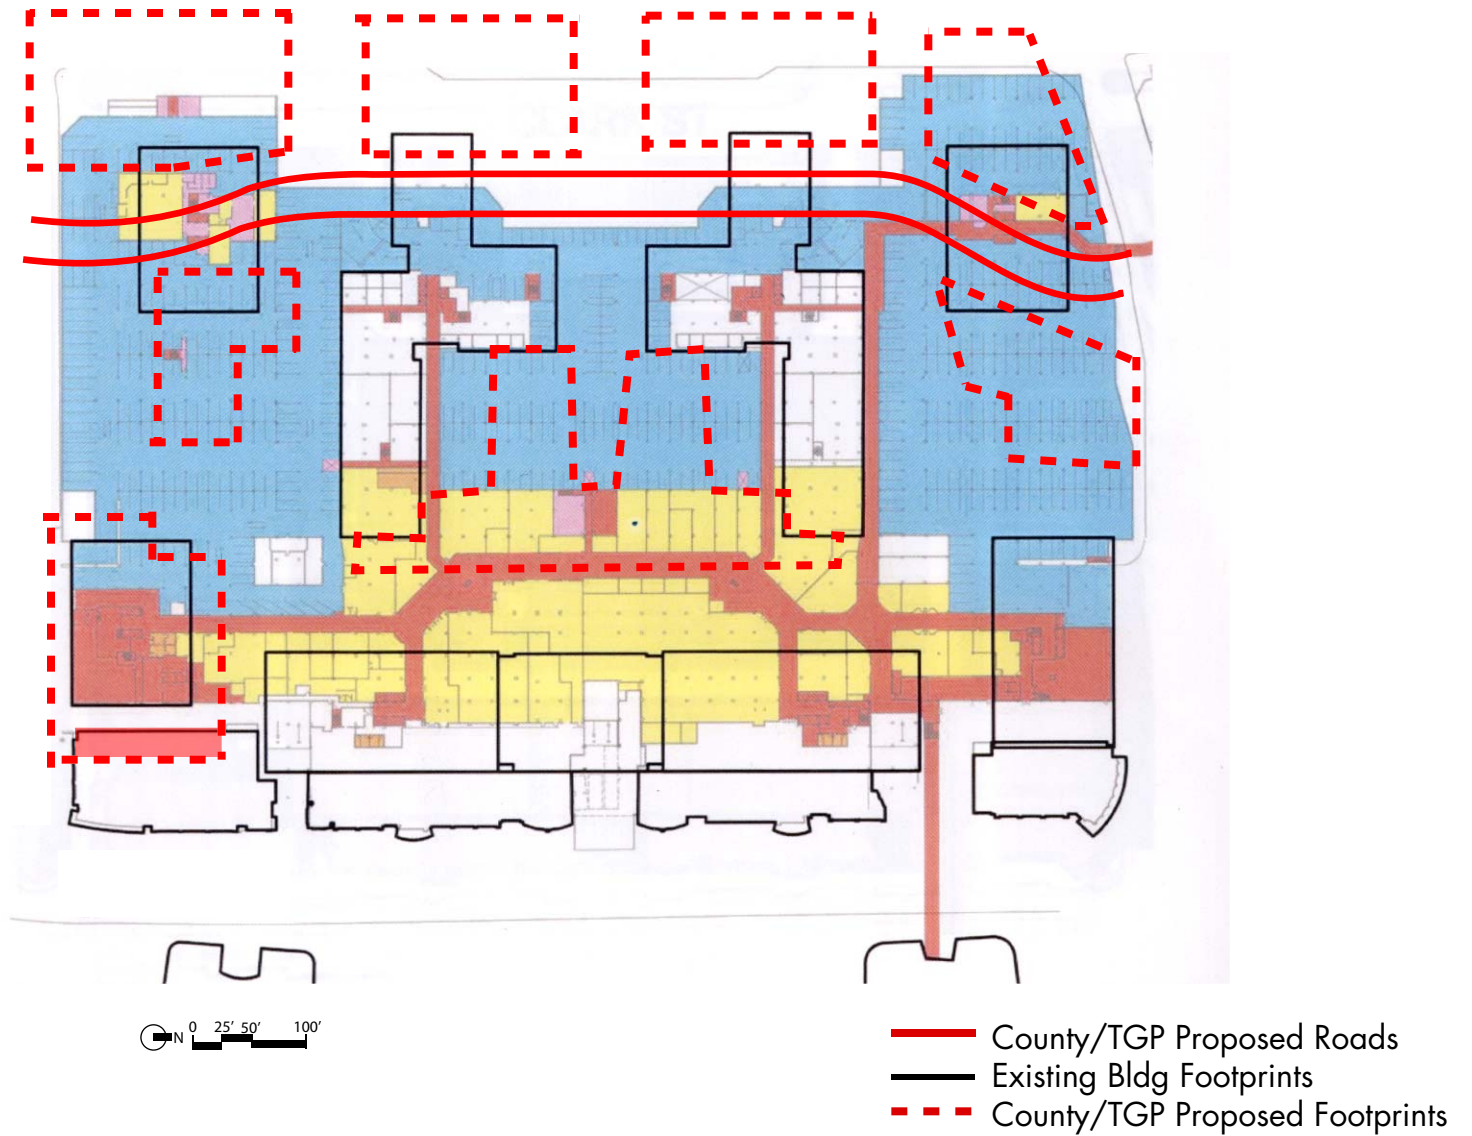 N 0 25' 50' 100'
County/TGP Proposed Roads
Existing Bldg Footprints
County/TGP Proposed Footprints